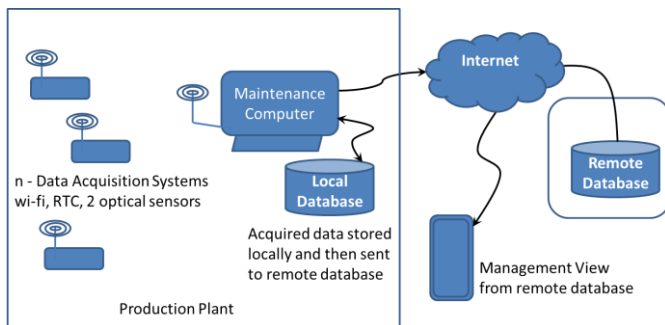 Internet
Maintenance
Computer
Remote
Database
n - Data Acquisition Systems
wi-fi, RTC, 2 optical sensors
Local
Database
Acquired data stored
locally and then sent
to remote database
Management View
from remote database
Production Plant